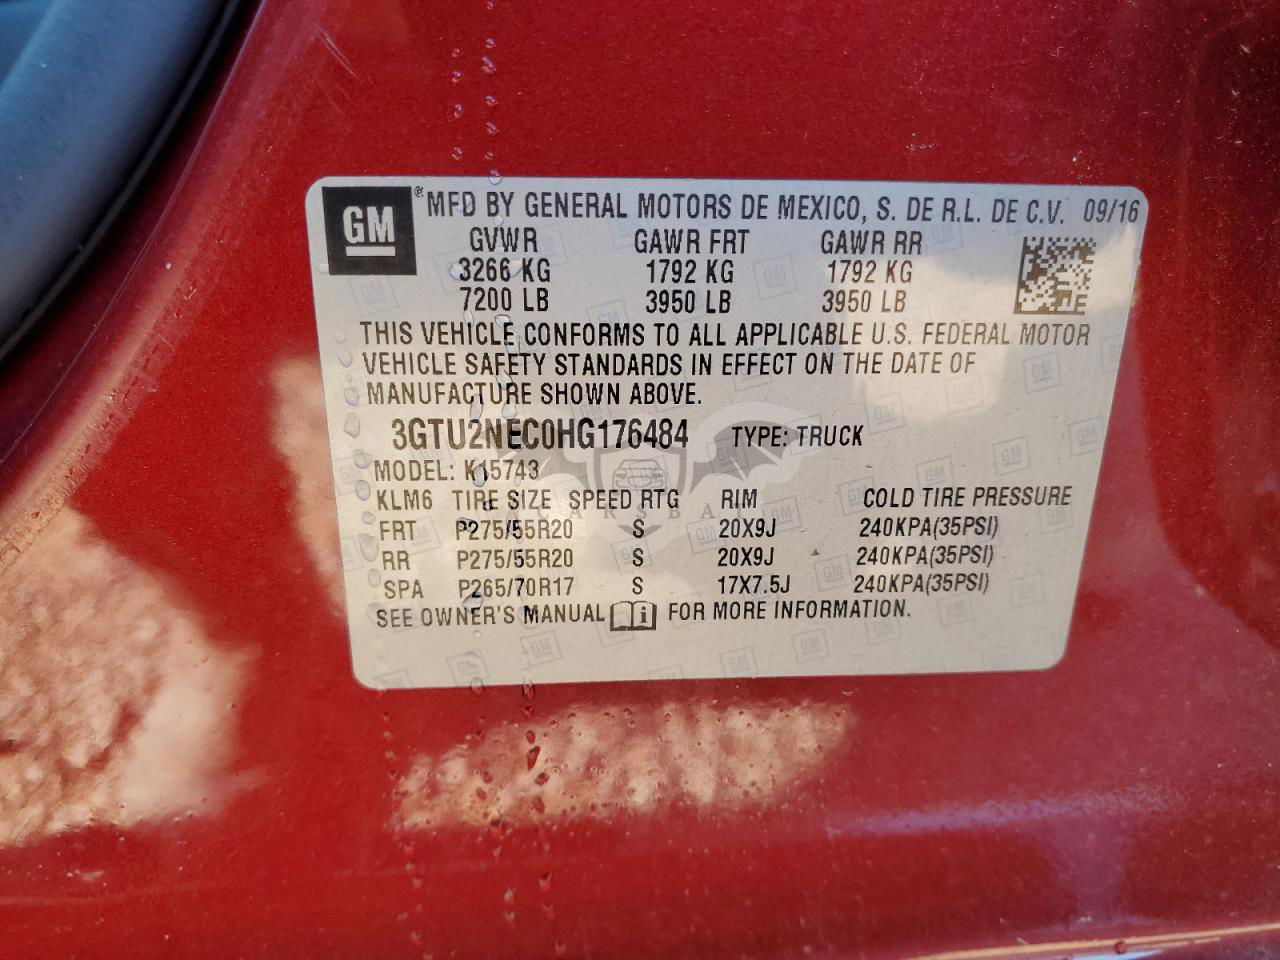 GM ® MFD BY GENERAL MOTORS DE MEXICO, S. DE R.L. DE C.V. 09/16
GVWR GAWR FRT GAWR RR
3266 KG 1792 KG 1792 KG
7200 LB 3950 LB 3950 LB
E
THIS VEHICLE CONFORMS TO ALL APPLICABLE U.S. FEDERAL MOTOR
VEHICLE SAFETY STANDARDS IN EFFECT ON THE DATE OF
MANUFACTURE SHOWN ABOVE.
3GTU2NEC0HG176484 TYPE: TRUCK
MODEL: K15743
KLM6 TIRE SIZE SPEED RTG RIM COLD TIRE PRESSURE
FRT P275/55R20 S 20X9J 240KPA(35PSI)
RR P275/55R20 S 20X9J 240KPA(35PSI)
SPA P265/70R17 S 17X7.5J 240KPA(35PSI)
SEE OWNER'S MANUAL i FOR MORE INFORMATION.